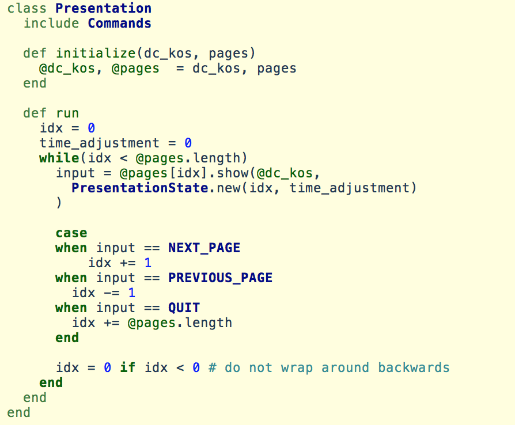 class Presentation
  include Commands

  def initialize(dc_kos, pages)
    @dc_kos, @pages  = dc_kos, pages
  end

  def run
    idx = 0
    time_adjustment = 0
    while(idx < @pages.length)
      input = @pages[idx].show(@dc_kos,
        PresentationState.new(idx, time_adjustment)
      )

      case
      when input == NEXT_PAGE
          idx += 1
      when input == PREVIOUS_PAGE
        idx -= 1
      when input == QUIT
        idx += @pages.length
      end

      idx = 0 if idx < 0 # do not wrap around backwards
    end
  end
end